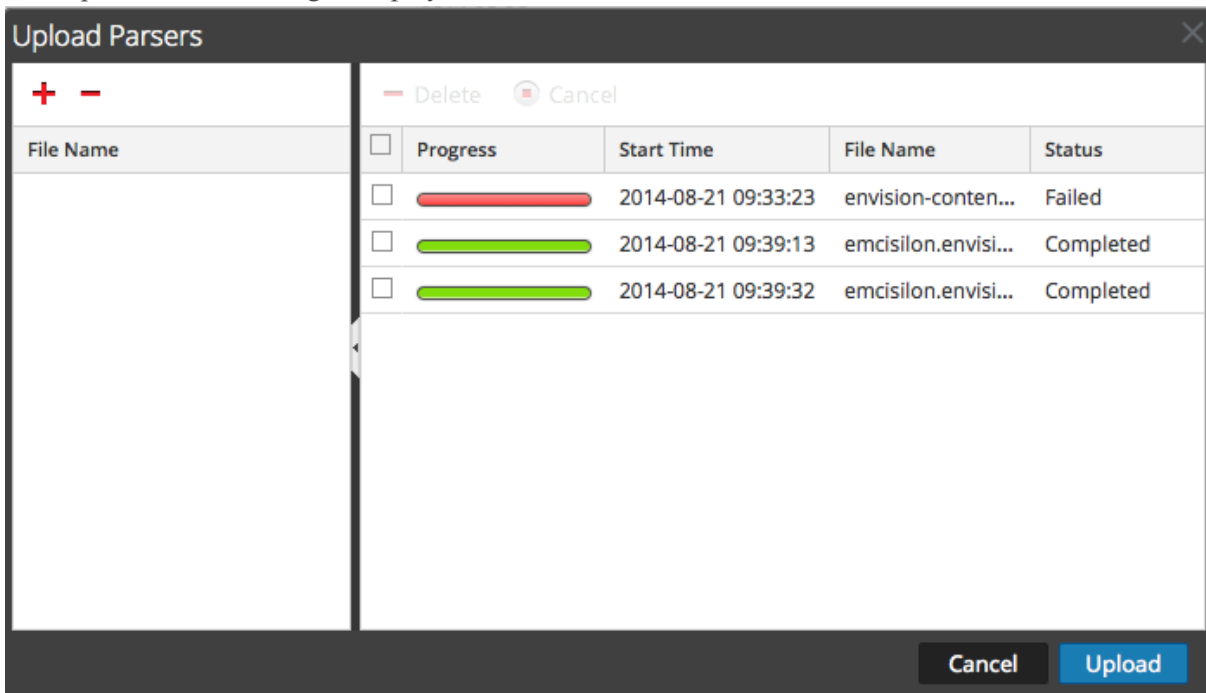 Upload Parsers
Delete Cancel
File Name
Progress Start Time File Name Status
2014-08-21 09:33:23 envision-conten... Failed
2014-08-21 09:39:13 emcisilon.envisi... Completed
2014-08-21 09:39:32 emcisilon.envisi... Completed
Cancel Upload